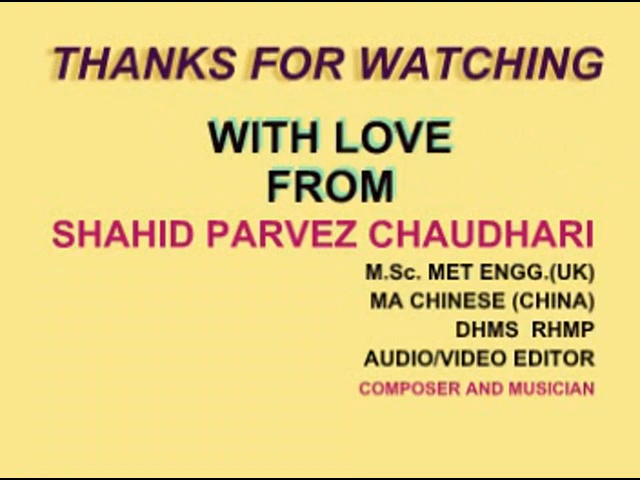 THANKS FOR WATCHING
WITH LOVE
FROM
SHAHID PARVEZ CHAUDHARI
M.Sc. MET ENGG.(UK)
MA CHINESE (CHINA)
DHMS RHMP
AUDIO/VIDEO EDITOR
COMPOSER AND MUSICIAN